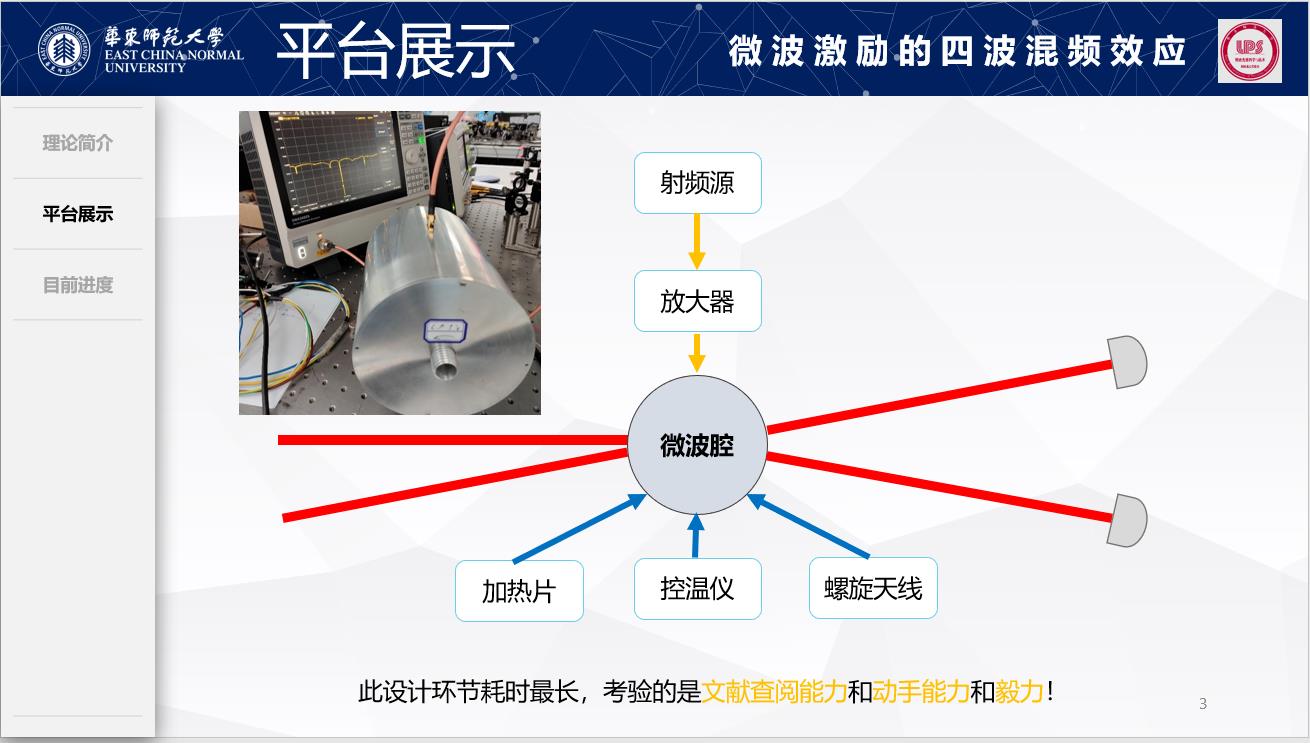 華東師範大學
EAST CHINA NORMAL
UNIVERSITY
平台展示
微波激励的四波混频效应
LPS
理论简介
平台展示
目前进度
射频源
放大器
微波腔
加热片
控温仪
螺旋天线
此设计环节耗时最长，考验的是文献查阅能力和动手能力和毅力！
3